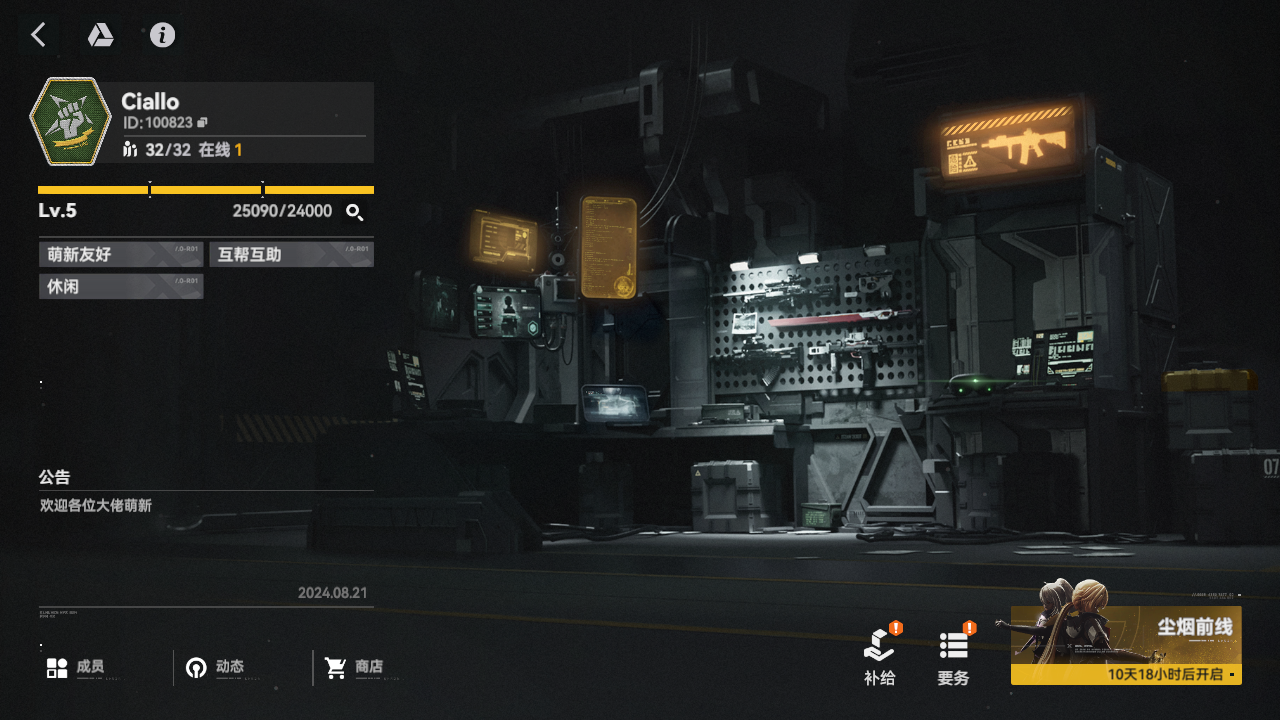 Ciallo
ID:100823
32/32 在线 1
Lv.5
25090/24000
萌新友好
互帮互助
休闲
公告
欢迎各位大佬萌新
2024.08.21
成员
动态
商店
补给
要务
尘烟前线
10天18小时后开启
07